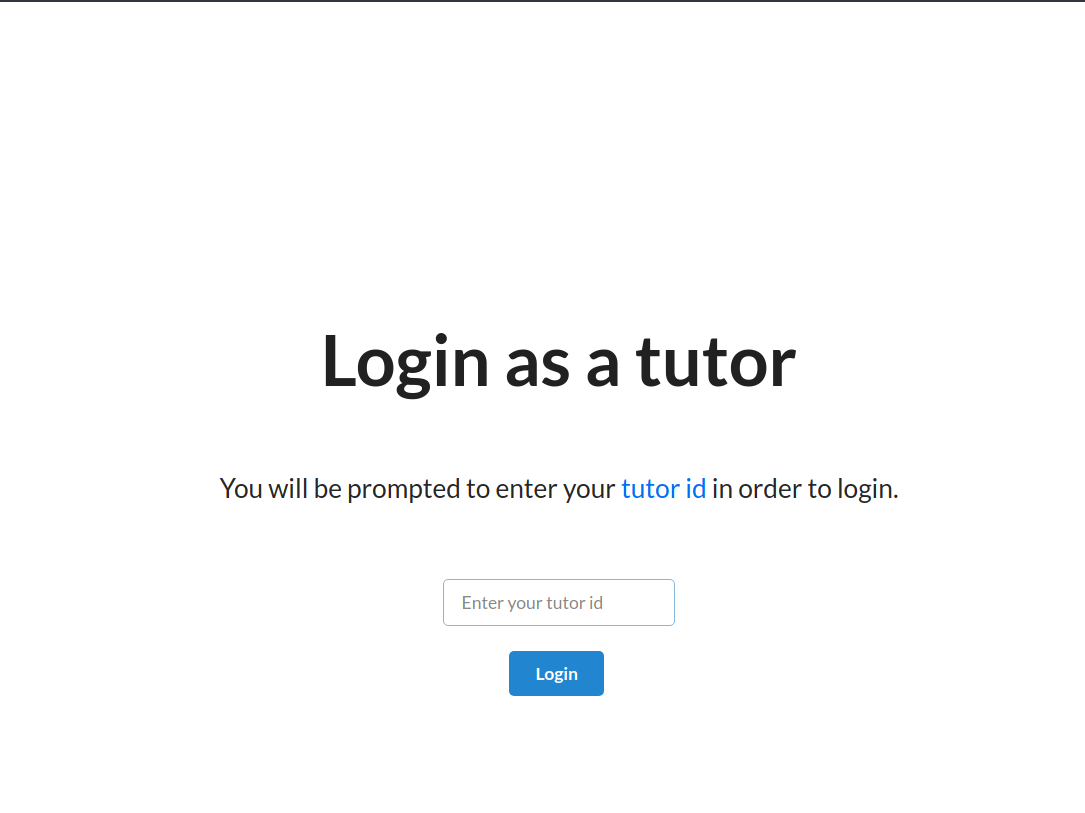 Login as a tutor
You will be prompted to enter your tutor id in order to login.
Enter your tutor id
Login